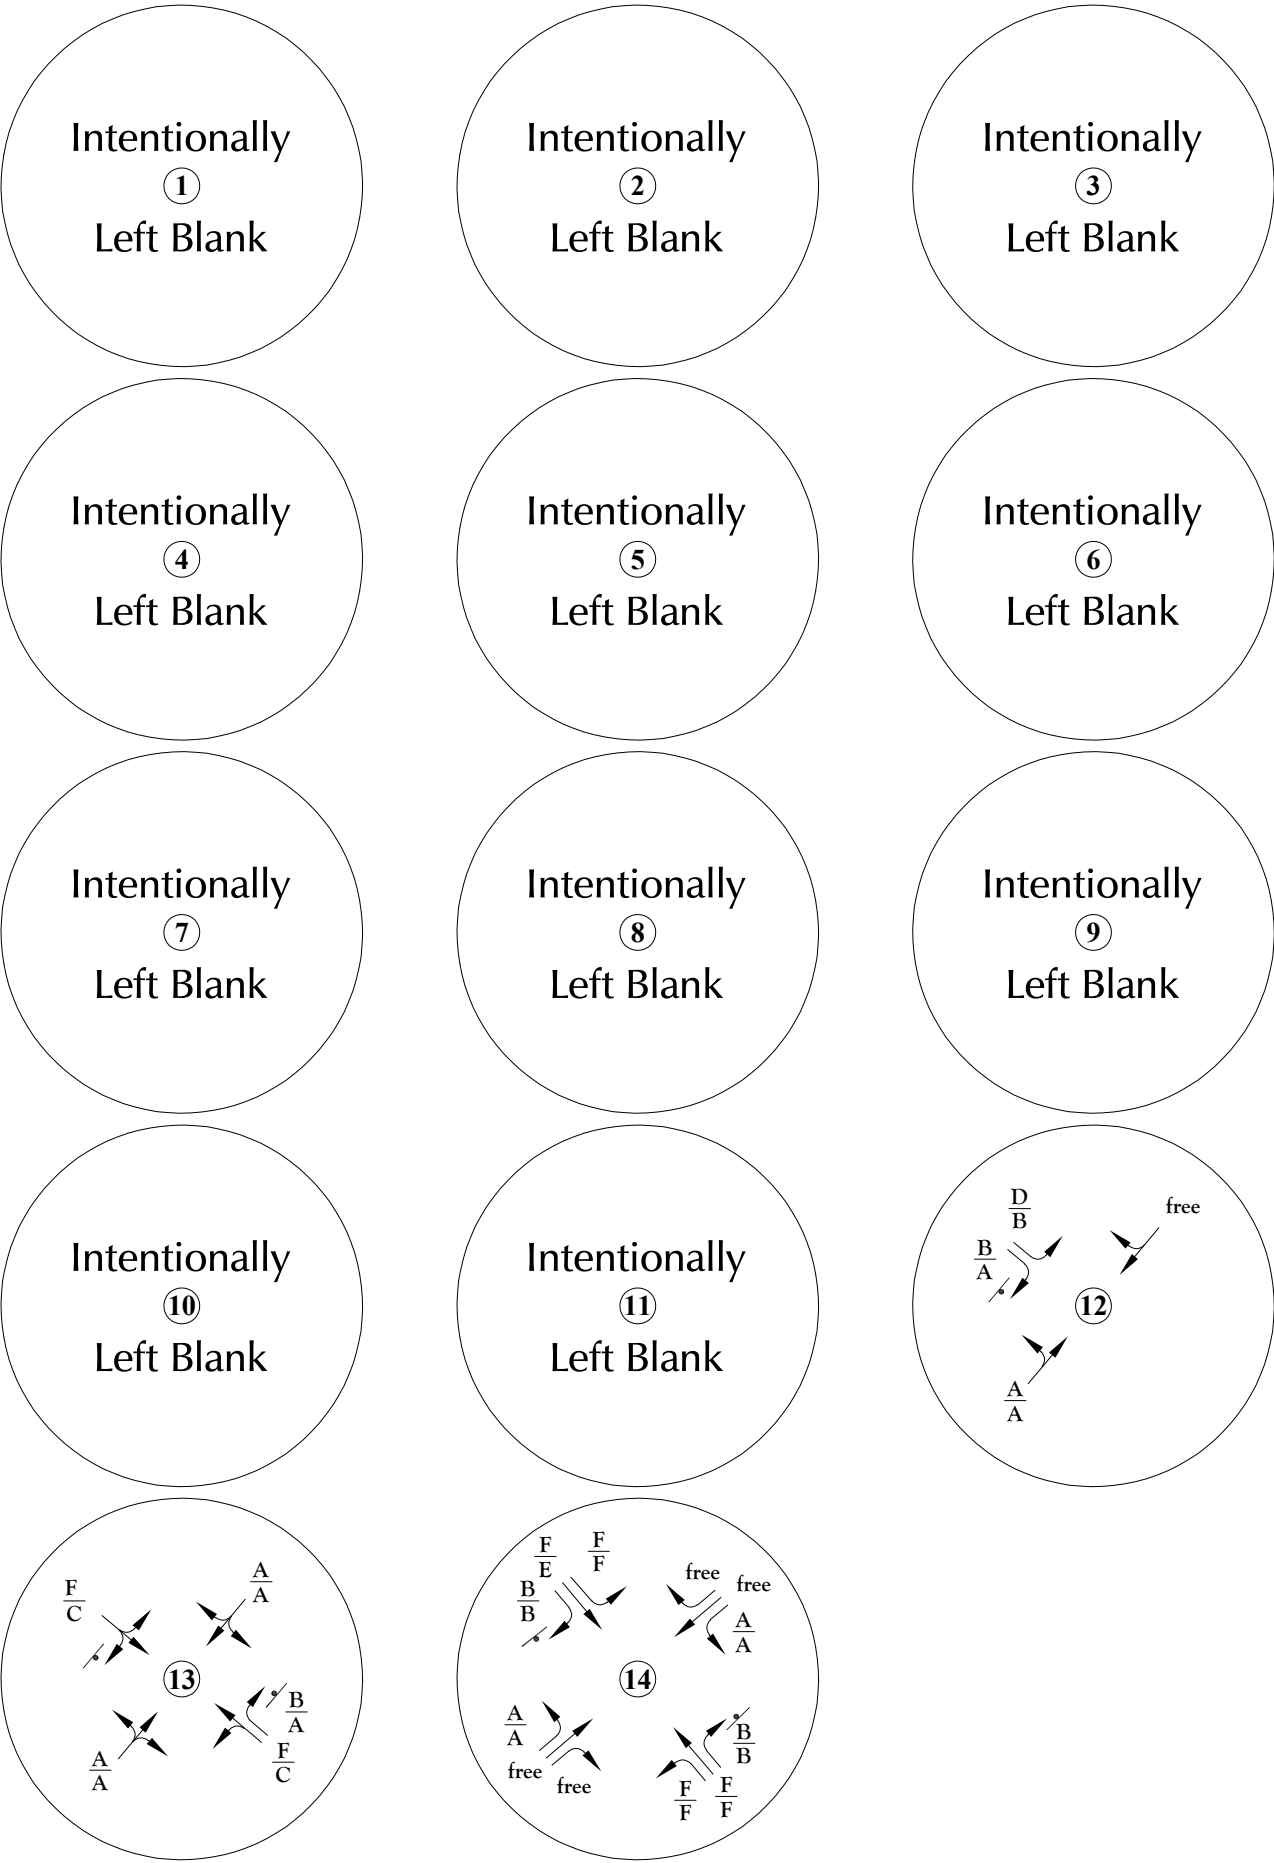 Intentionally
1
Left Blank
Intentionally
2
Left Blank
Intentionally
3
Left Blank
Intentionally
4
Left Blank
Intentionally
5
Left Blank
Intentionally
6
Left Blank
Intentionally
7
Left Blank
Intentionally
8
Left Blank
Intentionally
9
Left Blank
Intentionally
10
Left Blank
Intentionally
11
Left Blank
D
B
free
B
A
12
A
A
A
A
F
C
13
B
A
A
A
F
C
F
E
F
F
B
B
free
free
A
A
14
A
A
free
free
B
B
F
F
F
F